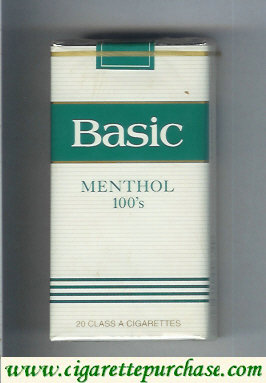 Basic
MENTHOL
100's
20 CLASS A CIGARETTES
www.cigarettepurchase.com